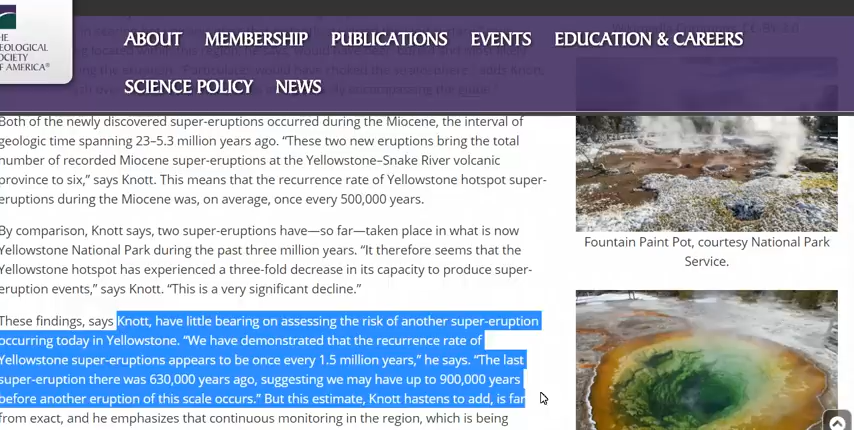 HE
EOLOGICAL
OCIETY
F AMERICA®
ABOUT MEMBERSHIP PUBLICATIONS EVENTS EDUCATION & CAREERS
SCIENCE POLICY NEWS
Both of the newly discovered super-eruptions occurred during the Miocene, the interval of
geologic time spanning 23–5.3 million years ago. “These two new eruptions bring the total
number of recorded Miocene super-eruptions at the Yellowstone–Snake River volcanic
province to six,” says Knott. This means that the recurrence rate of Yellowstone hotspot super-
eruptions during the Miocene was, on average, once every 500,000 years.
By comparison, Knott says, two super-eruptions have—so far—taken place in what is now
Yellowstone National Park during the past three million years. “It therefore seems that the
Yellowstone hotspot has experienced a three-fold decrease in its capacity to produce super-
eruption events,” says Knott. “This is a very significant decline.”
These findings, says Knott, have little bearing on assessing the risk of another super-eruption
occurring today in Yellowstone. “We have demonstrated that the recurrence rate of
Yellowstone super-eruptions appears to be once every 1.5 million years,” he says. “The last
super-eruption there was 630,000 years ago, suggesting we may have up to 900,000 years
before another eruption of this scale occurs.” But this estimate, Knott hastens to add, is far
from exact, and he emphasizes that continuous monitoring in the region, which is being
Fountain Paint Pot, courtesy National Park
Service.